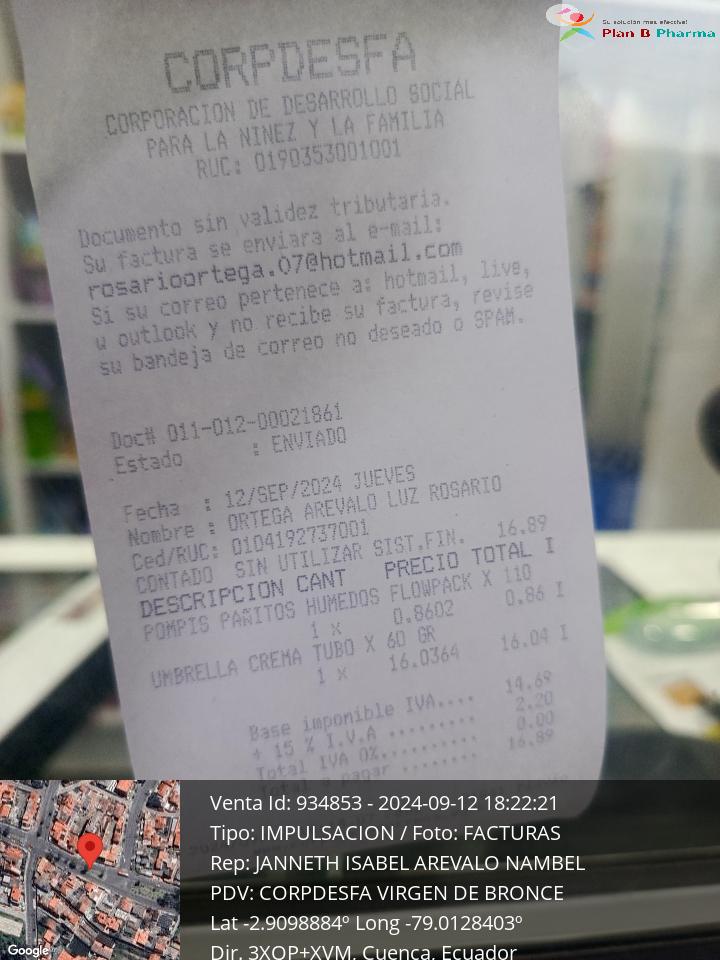 Su solución mas efectiva!
Plan B Pharma
CORPDESFA
CORPORACION DE DESARROLLO SOCIAL
PARA LA NINEZ Y LA FAMILIA
RUC: 0190353001001
Documento sin validez tributaria.
Su factura se enviara al e-mail:
rosarioortega.07@hotmail.com
Si su correo pertenece a: hotmail, live,
u outlook y no recibe su factura, revise
su bandeja de correo no deseado o SPAM.
Doc# 011-012-00021861
Estado : ENVIADO
Fecha : 12/SEP/2024 JUEVES
Nombre : ORTEGA AREVALO LUZ ROSARIO
Ced/RUC: 0104192737001
CONTADO SIN UTILIZAR SIST.FIN. 16.89
DESCRIPCION CANT PRECIO TOTAL I
POMPIS PAÑITOS HUMEDOS FLOWPACK X 110
1 X 0.8602 0.86 I
UMBRELLA CREMA TUBO X 60 GR
1 X 16.0364 16.04 I
Base imponible IVA.... 14.69
+ 15 % I.V.A ......... 2.20
Total IVA 0%.......... 0.00
Total a pagar ........ 16.89
Venta Id: 934853 - 2024-09-12 18:22:21
Tipo: IMPULSACION / Foto: FACTURAS
Rep: JANNETH ISABEL AREVALO NAMBEL
PDV: CORPDESFA VIRGEN DE BRONCE
Lat -2.9098884º Long -79.0128403º
Dir. 3XQP+XVM, Cuenca, Ecuador
Google